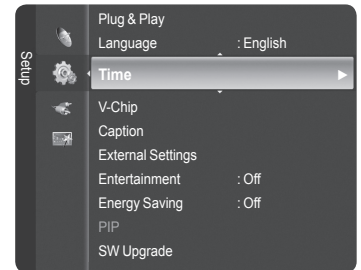 Setup
Plug & Play
Language : English
Time
V-Chip
Caption
External Settings
Entertainment : Off
Energy Saving : Off
PIP
SW Upgrade